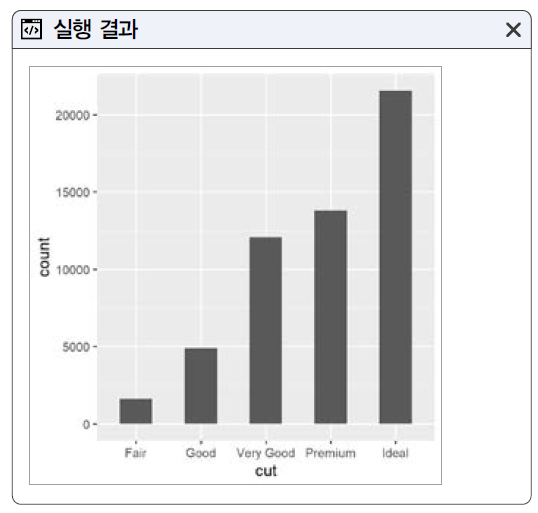 실행 결과
20000
15000
10000
5000
0
count
Fair Good Very Good Premium Ideal
cut